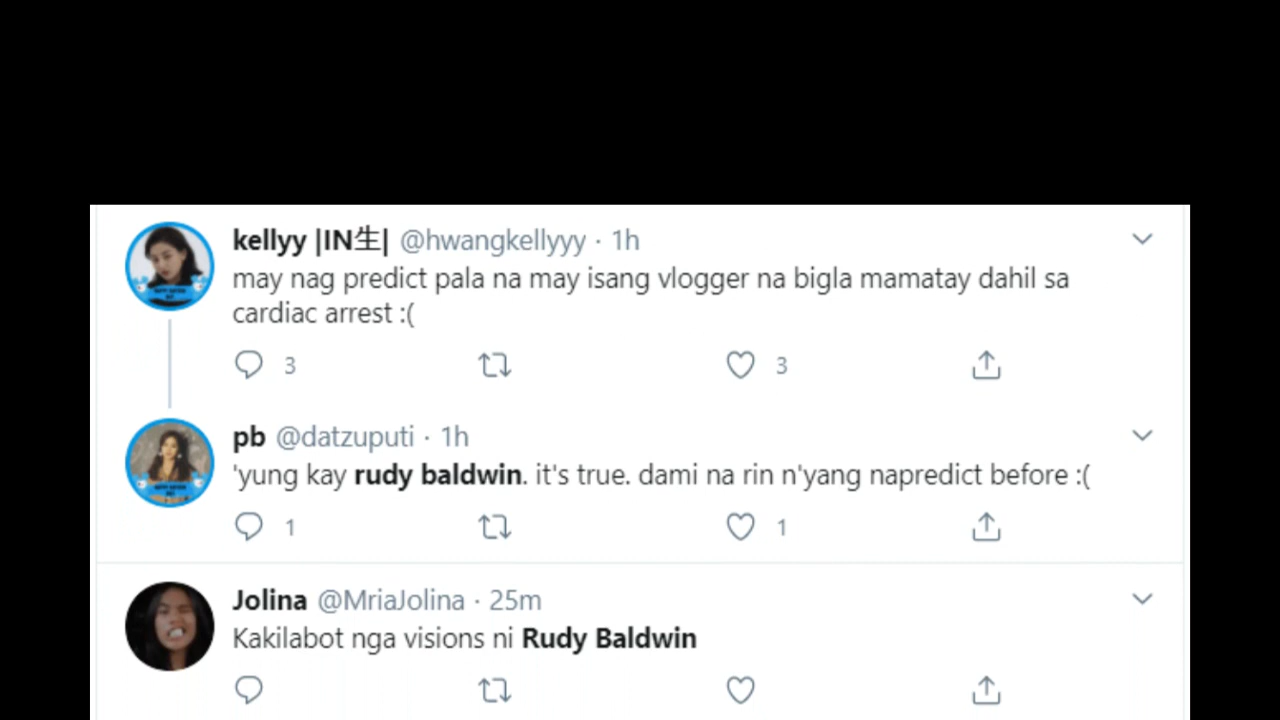 kellyy |IN生| @hwangkellyyy · 1h
may nag predict pala na may isang vlogger na bigla mamatay dahil sa
cardiac arrest :(
3 3
pb @datzuputi · 1h
'yung kay rudy baldwin. it's true. dami na rin n'yang napredict before :(
1 1
Jolina @MriaJolina · 25m
Kakilabot nga visions ni Rudy Baldwin